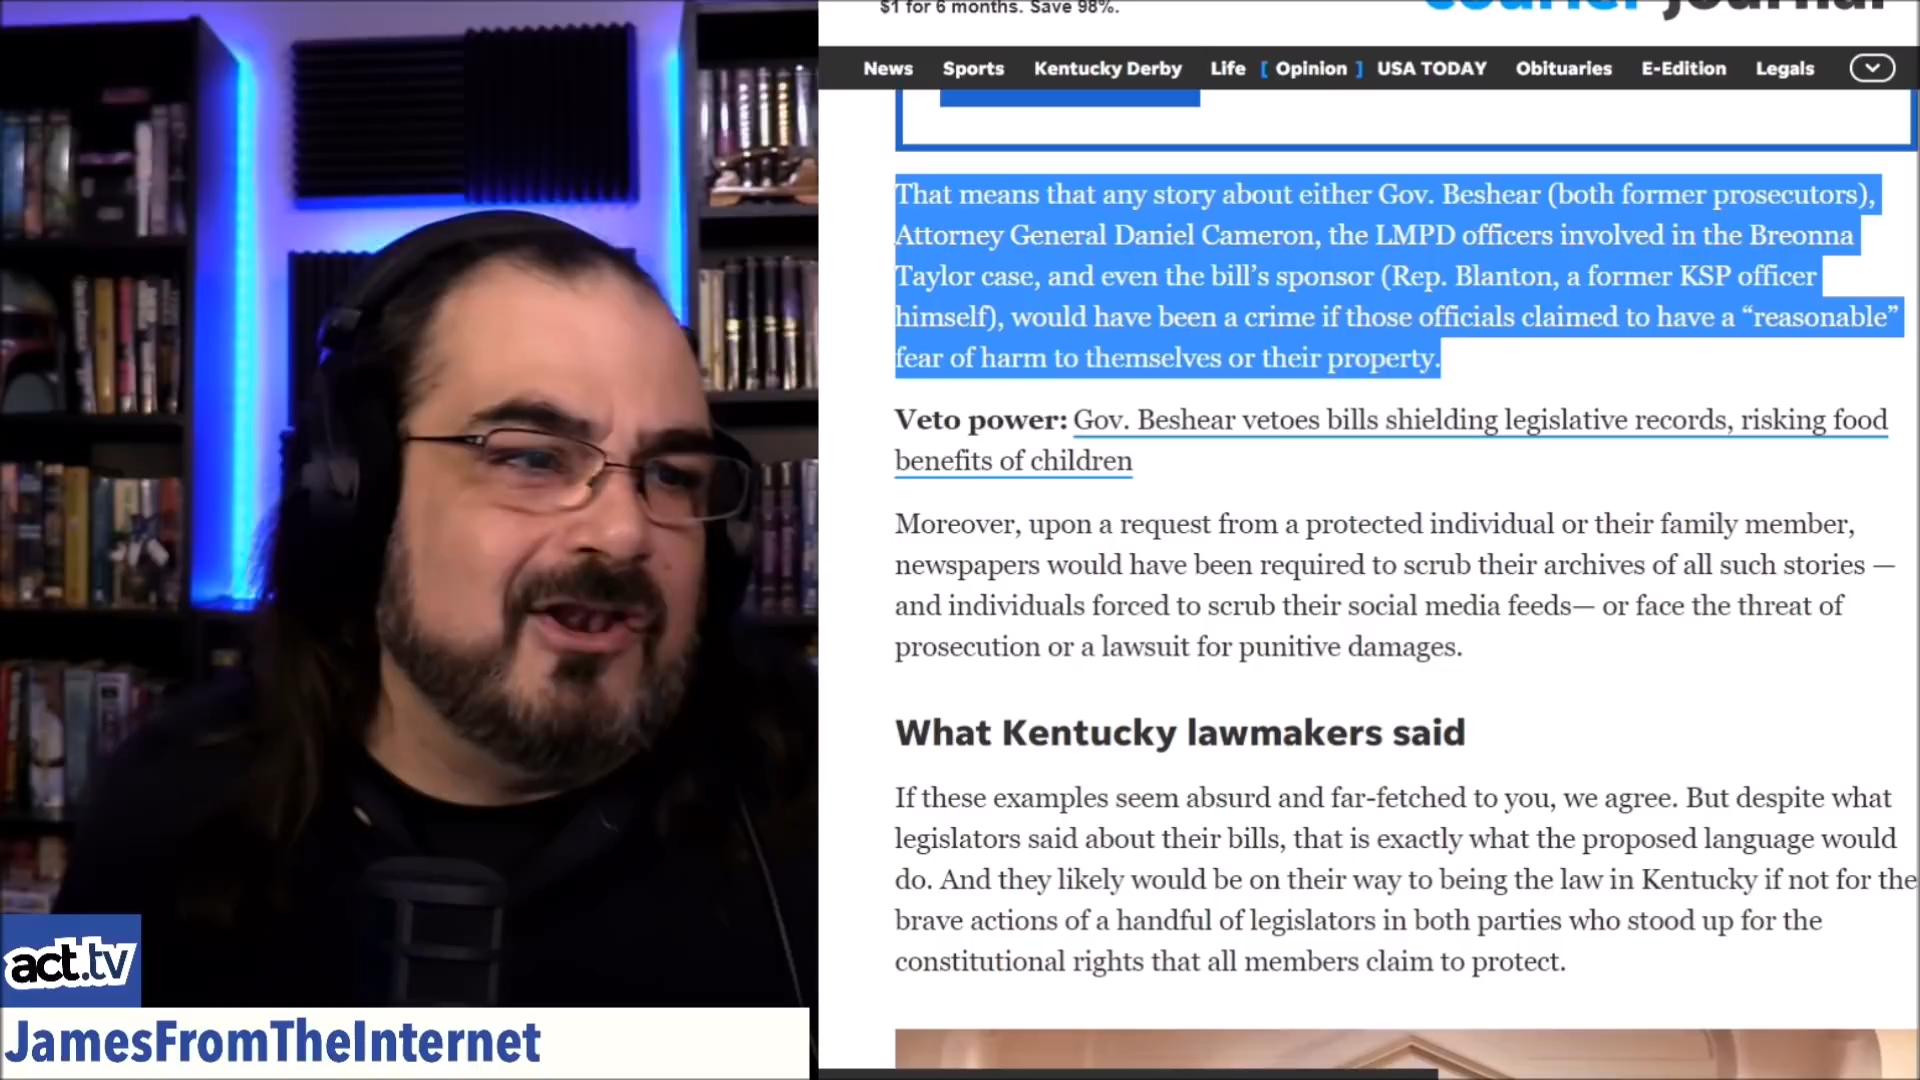 $1 for 6 months. Save 98%.
courier journal
News Sports Kentucky Derby Life [ Opinion ] USA TODAY Obituaries E-Edition Legals
That means that any story about either Gov. Beshear (both former prosecutors),
Attorney General Daniel Cameron, the LMPD officers involved in the Breonna
Taylor case, and even the bill’s sponsor (Rep. Blanton, a former KSP officer
himself), would have been a crime if those officials claimed to have a “reasonable”
fear of harm to themselves or their property.
Veto power: Gov. Beshear vetoes bills shielding legislative records, risking food
benefits of children
Moreover, upon a request from a protected individual or their family member,
newspapers would have been required to scrub their archives of all such stories —
and individuals forced to scrub their social media feeds— or face the threat of
prosecution or a lawsuit for punitive damages.
What Kentucky lawmakers said
If these examples seem absurd and far-fetched to you, we agree. But despite what
legislators said about their bills, that is exactly what the proposed language would
do. And they likely would be on their way to being the law in Kentucky if not for the
brave actions of a handful of legislators in both parties who stood up for the
constitutional rights that all members claim to protect.
act.tv
JamesFromTheInternet